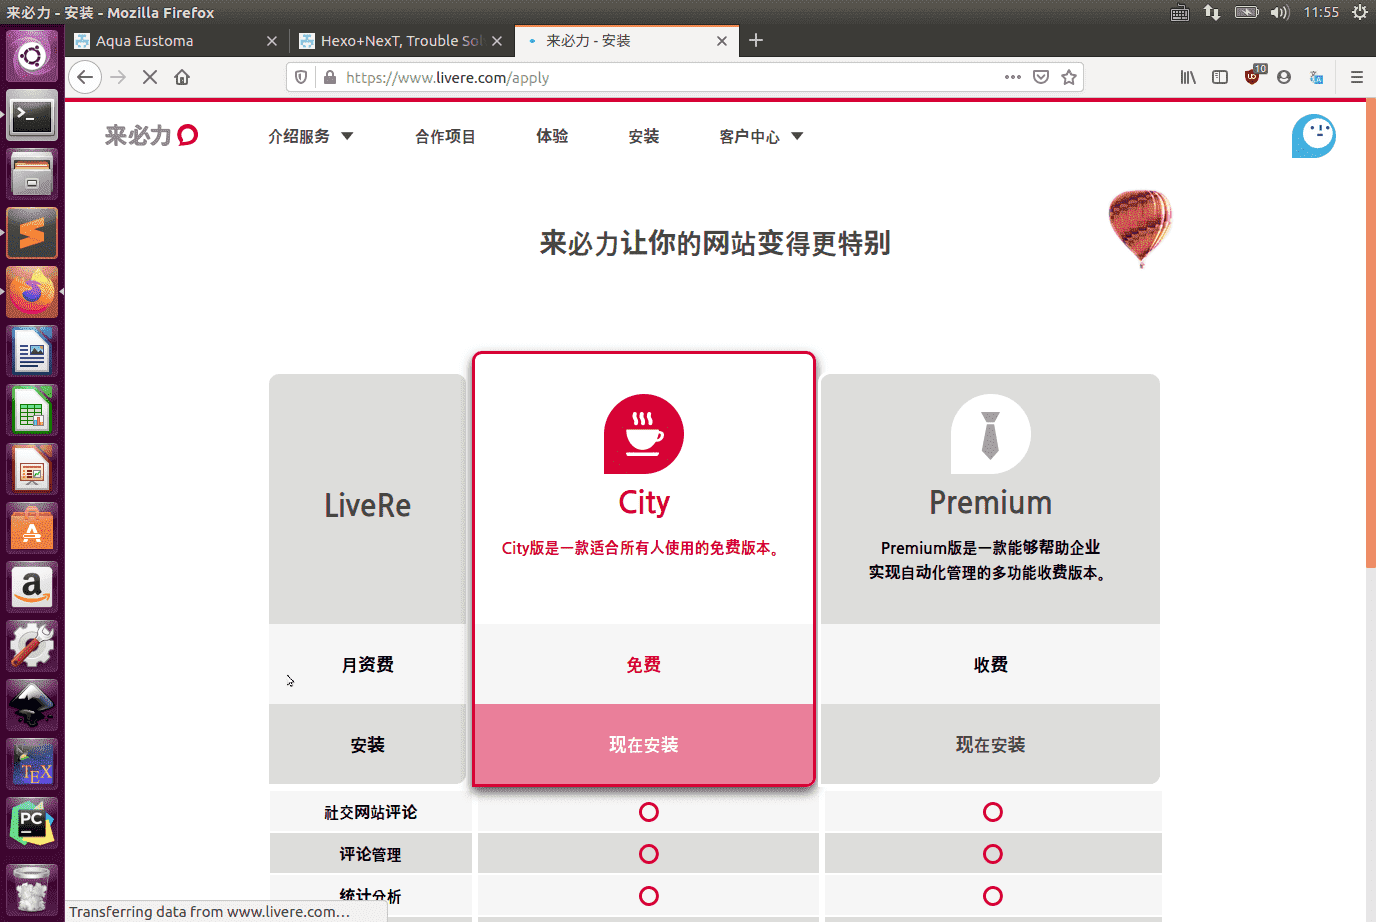 来必力 - 安装 - Mozilla Firefox
11:55
Aqua Eustoma
Hexo+NexT, Trouble Sol
来必力 - 安装
https://www.livere.com/apply
10
来必力
介绍服务
合作项目
体验
安装
客户中心
来必力让你的网站变得更特别
LiveRe
City
City版是一款适合所有人使用的免费版本。
Premium
Premium版是一款能够帮助企业
实现自动化管理的多功能收费版本。
月资费
免费
收费
安装
现在安装
现在安装
社交网站评论
评论管理
统计分析
Transferring data from www.livere.com…